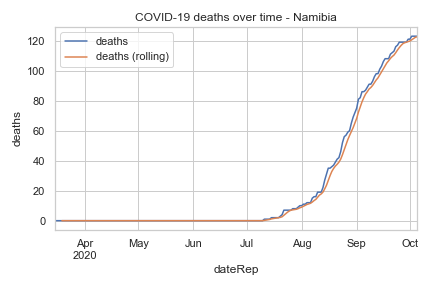 COVID-19 deaths over time - Namibia
deaths
deaths (rolling)
120
100
80
60
40
20
0
deaths
Apr
2020
May
Jun
Jul
Aug
Sep
Oct
dateRep